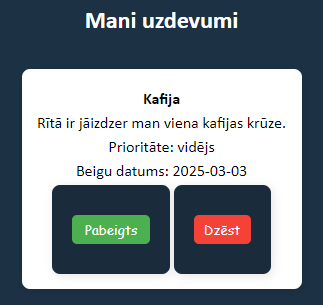 Mani uzdevumi
Kafija
Rītā ir jāizdzer man viena kafijas krūze.
Prioritāte: vidējs
Beigu datums: 2025-03-03
Pabeigts
Dzēst